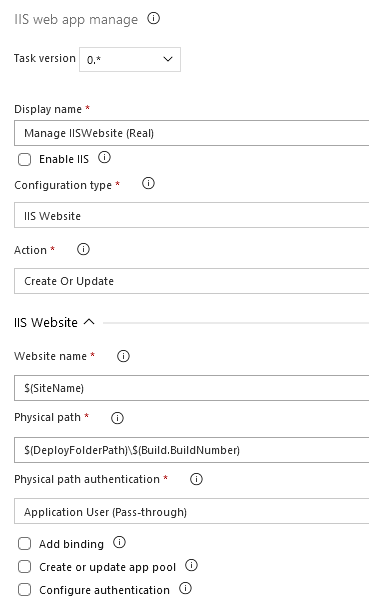 IIS web app manage
Task version 0.*
Display name *
Manage IISWebsite (Real)
Enable IIS
Configuration type *
IIS Website
Action *
Create Or Update
IIS Website
Website name *
$(SiteName)
Physical path *
$(DeployFolderPath)\$(Build.BuildNumber)
Physical path authentication *
Application User (Pass-through)
Add binding
Create or update app pool
Configure authentication